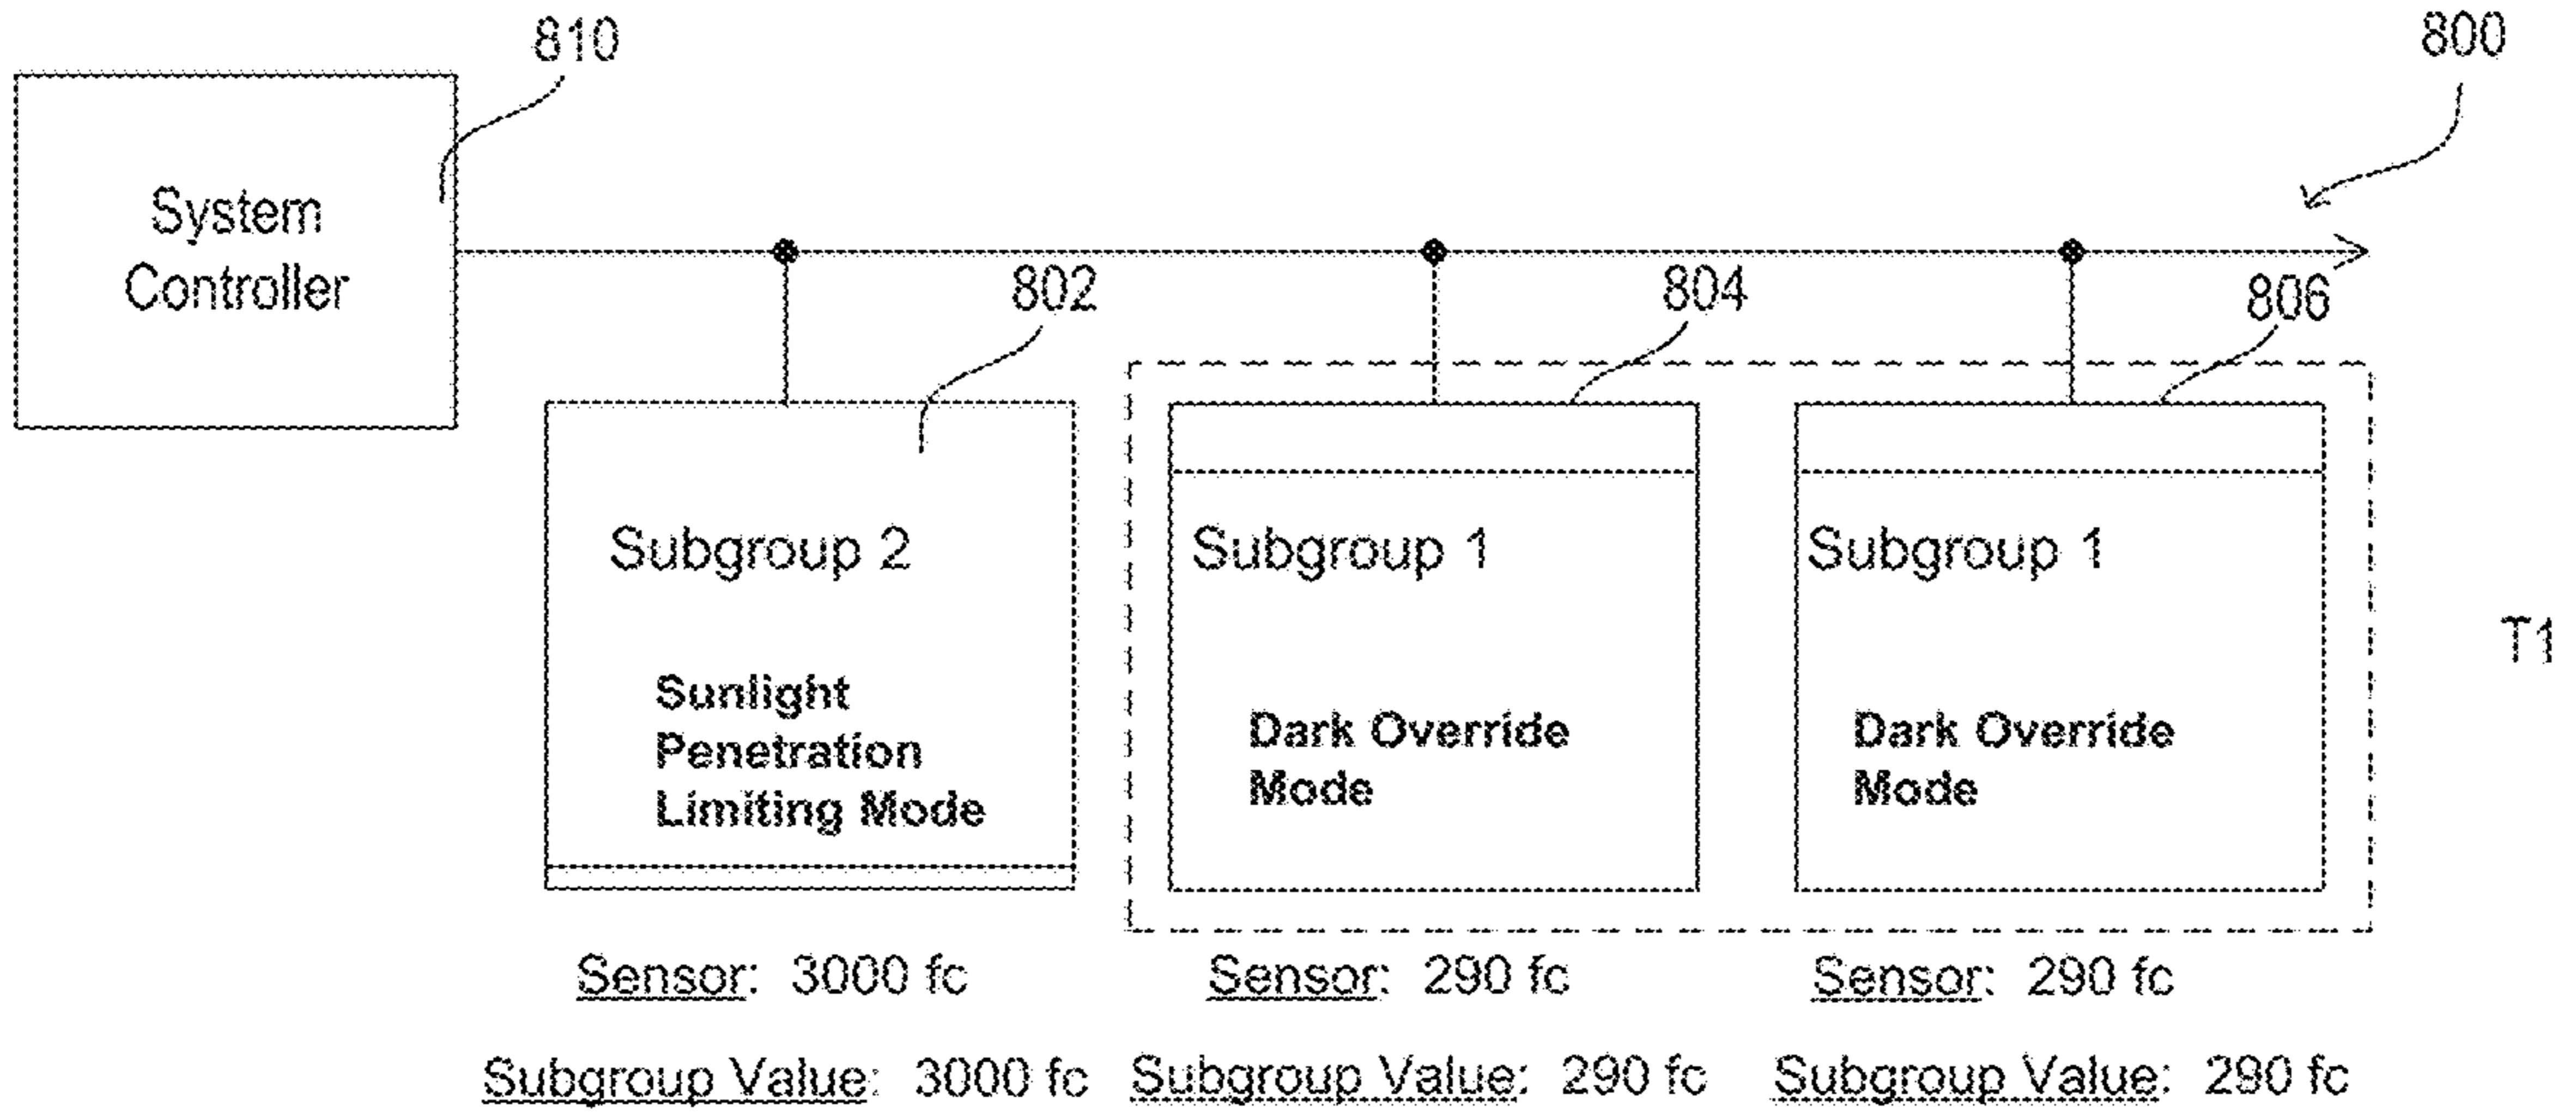 810
800
System
Controller
802
804
806
Subgroup 2
Subgroup 1
Subgroup 1
T1
Sunlight
Penetration
Limiting Mode
Dark Override
Mode
Dark Override
Mode
Sensor: 3000 fc
Sensor: 290 fc
Sensor: 290 fc
Subgroup Value: 3000 fc
Subgroup Value: 290 fc
Subgroup Value: 290 fc